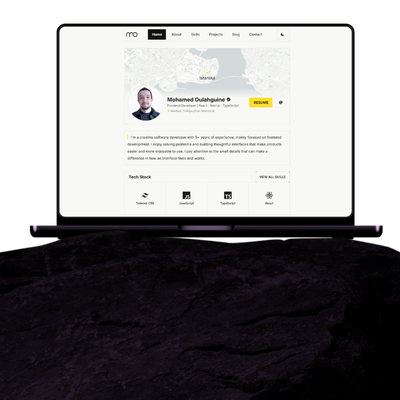 Home About Skills Projects Blog Contact
Istanbul
Mohamed Oulahguine
Frontend Developer | React - Next.js - TypeScript
RESUME
I'm a creative software developer with 5+ years of experience, mainly focused on frontend
development. I enjoy solving problems and building thoughtful interfaces that make products
easier and more enjoyable to use. I pay attention to the small details that can make a
difference in how an interface feels and works.
Tech Stack
VIEW ALL SKILLS
JS TS
Tailwind CSS JavaScript TypeScript React